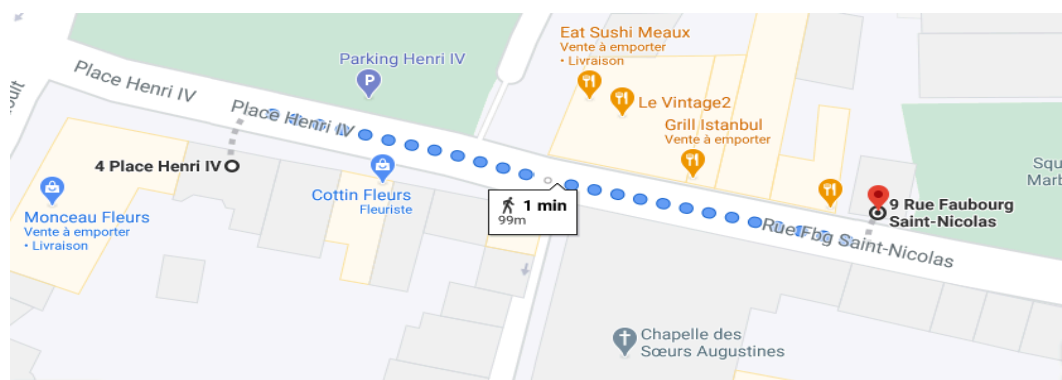 Eat Sushi Meaux
Vente à emporter
• Livraison
Parking Henri IV
P
Place Henri IV
Place Henri IV
Le Vintage2
Grill Istanbul
Vente à emporter
4 Place Henri IV
Cottin Fleurs
Fleuriste
Monceau Fleurs
Vente à emporter
• Livraison
1 min
99m
9 Rue Faubourg
Saint-Nicolas
Rue Fbg Saint-Nicolas
Chapelle des
Sœurs Augustines